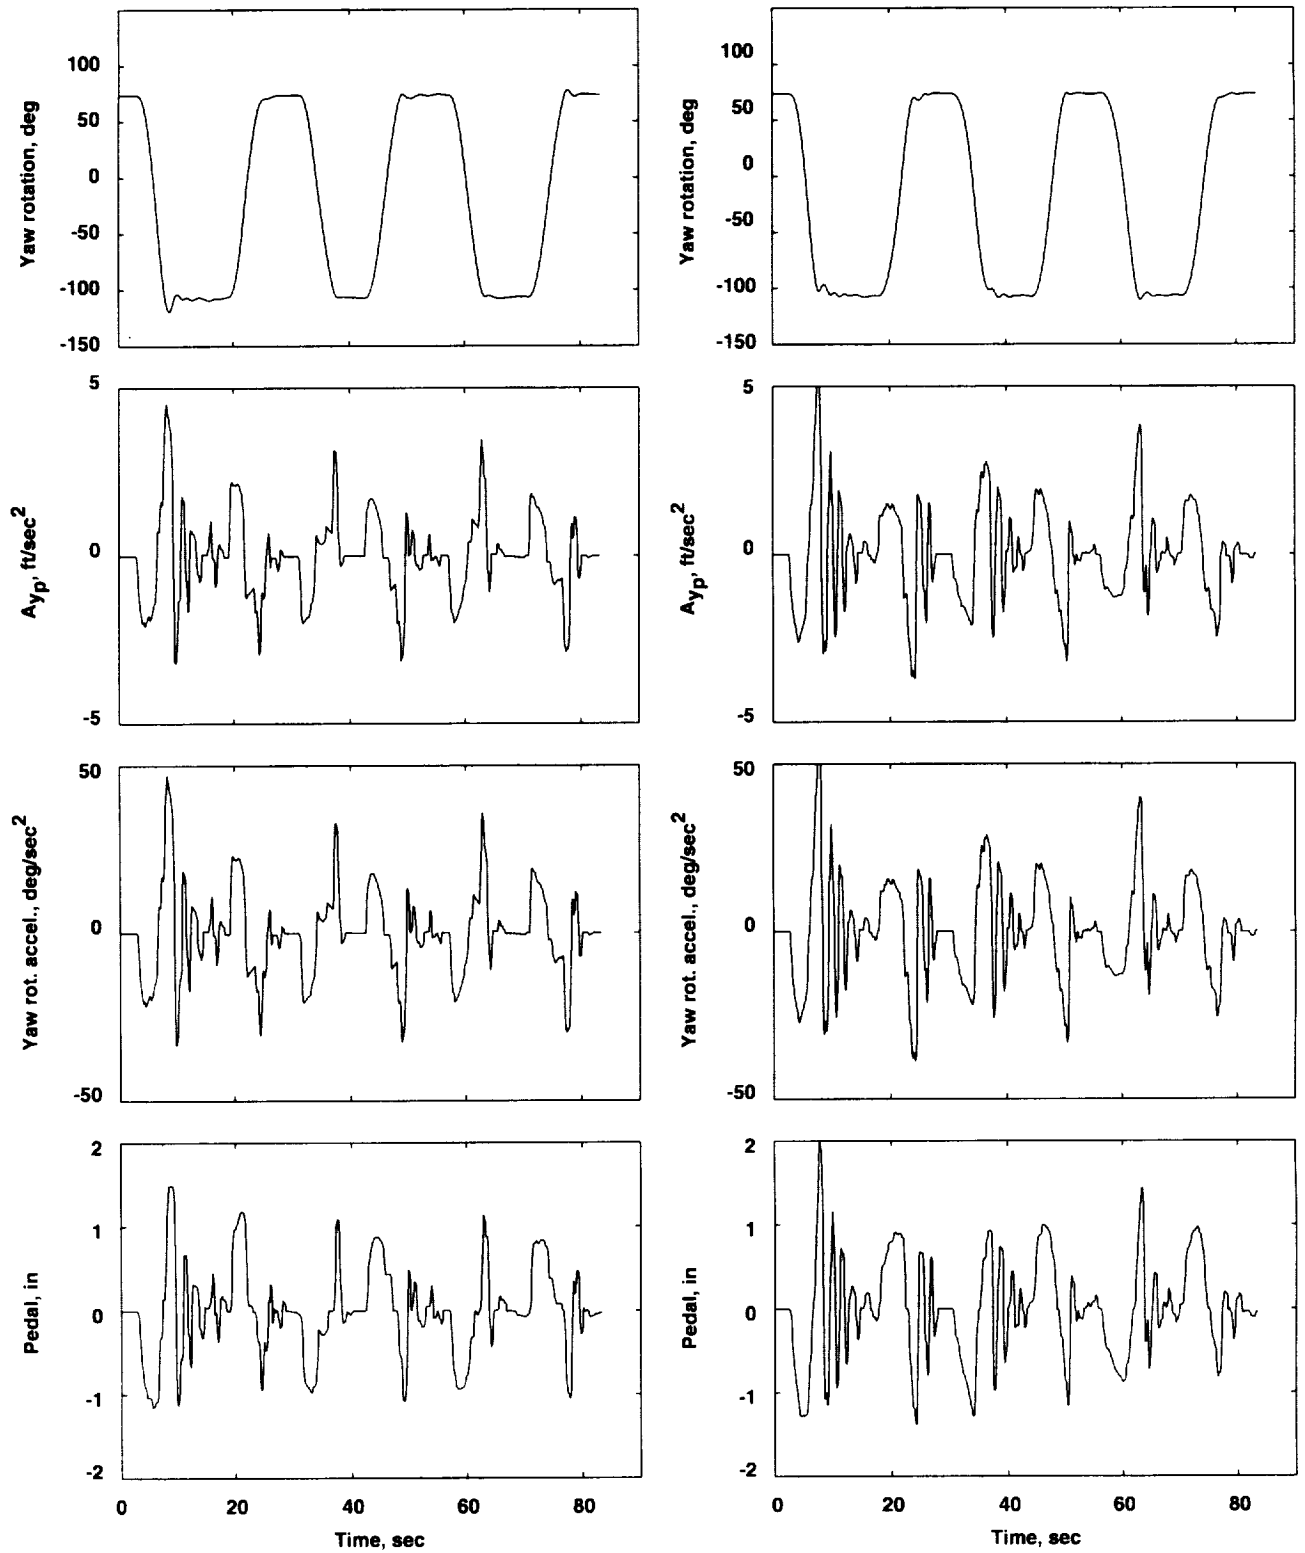 100
50
0
-50
-100
-150
Yaw rotation, deg
100
50
0
-50
-100
-150
Yaw rotation, deg
5
0
-5
Ayp, ft/sec2
5
0
-5
Ayp, ft/sec2
50
0
-50
Yaw rot. accel., deg/sec2
50
0
-50
Yaw rot. accel., deg/sec2
2
1
0
-1
-2
Pedal, in
0 20 40 60 80
Time, sec
2
1
0
-1
-2
Pedal, in
0 20 40 60 80
Time, sec